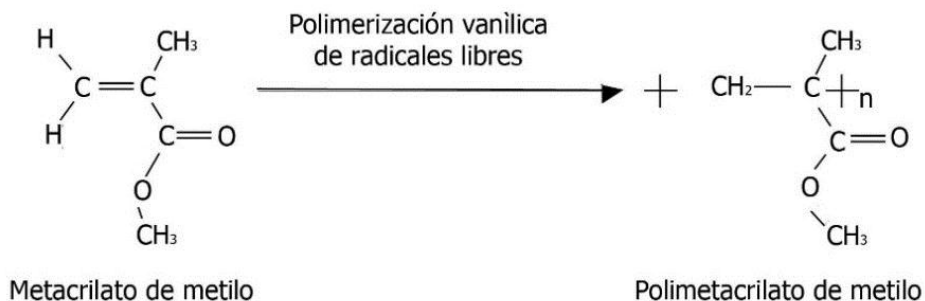 Polimerización vanìlica
de radicales libres
H
CH₃
C=C
H
C=O
O
CH₃
+ CH₂—C+n
CH₃
C=O
O
CH₃
Metacrilato de metilo
Polimetacrilato de metilo